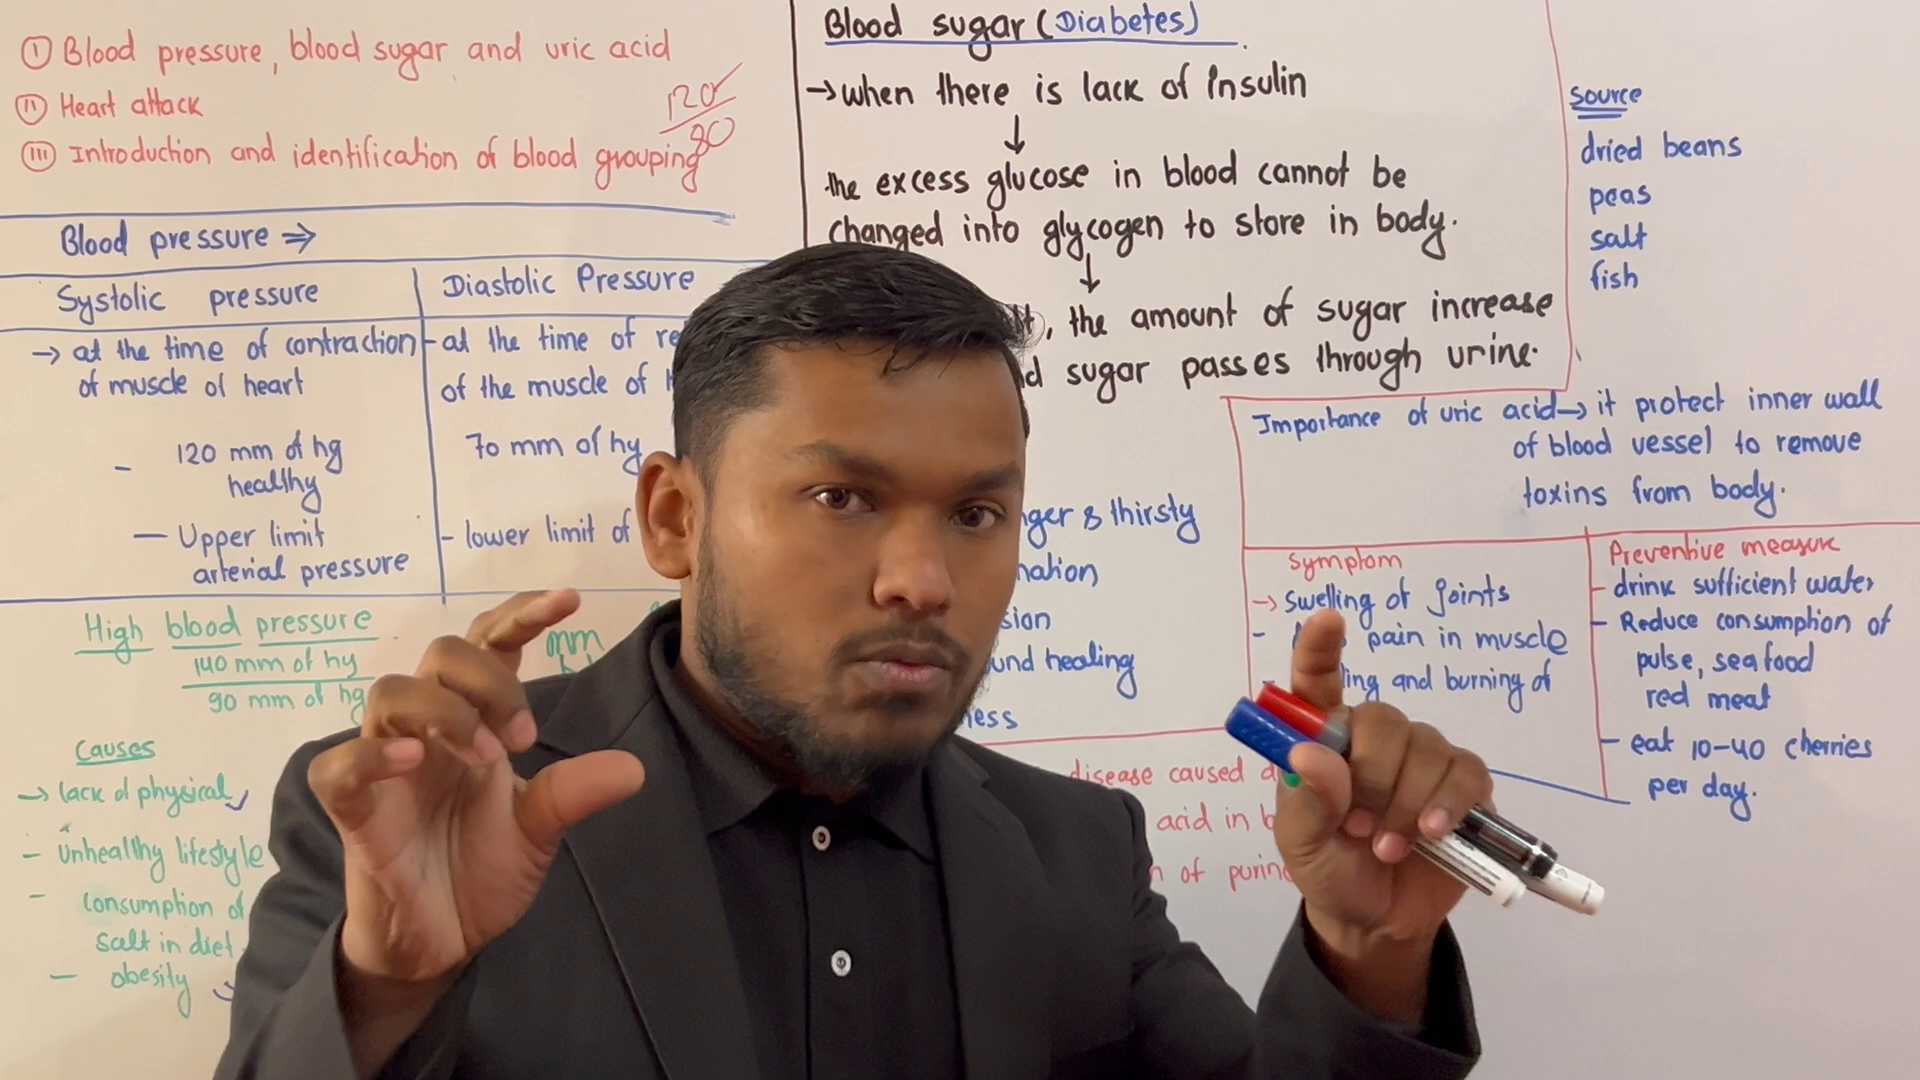 I Blood pressure, blood sugar and uric acid
II Heart attack
III Introduction and identification of blood grouping
120
80
Blood pressure ⇒
Systolic pressure
→ at the time of contraction
of muscle of heart
- 120 mm of hg
healthy
— Upper limit
arterial pressure
Diastolic Pressure
- at the time of
of the muscle of
70 mm of hg
- lower limit of
High blood pressure
140 mm of hg
90 mm of hg
mm
Causes
→ lack of physical
- Unhealthy lifestyle
- consumption of
salt in diet
— obesity
Blood sugar (Diabetes)
→ when there is lack of Insulin
↓
the excess glucose in blood cannot be
changed into glycogen to store in body.
↓
, the amount of sugar increase
sugar passes through urine.
& thirsty
healing
disease caused
acid in
of
source
dried beans
peas
salt
fish
Importance of uric acid → it protect inner wall
of blood vessel to remove
toxins from body.
symptom
→ swelling of joints
- pain in muscle
and burning of
Preventive measure
- drink sufficient water
- Reduce consumption of
pulse, sea food
red meat
- eat 10-40 cherries
per day.